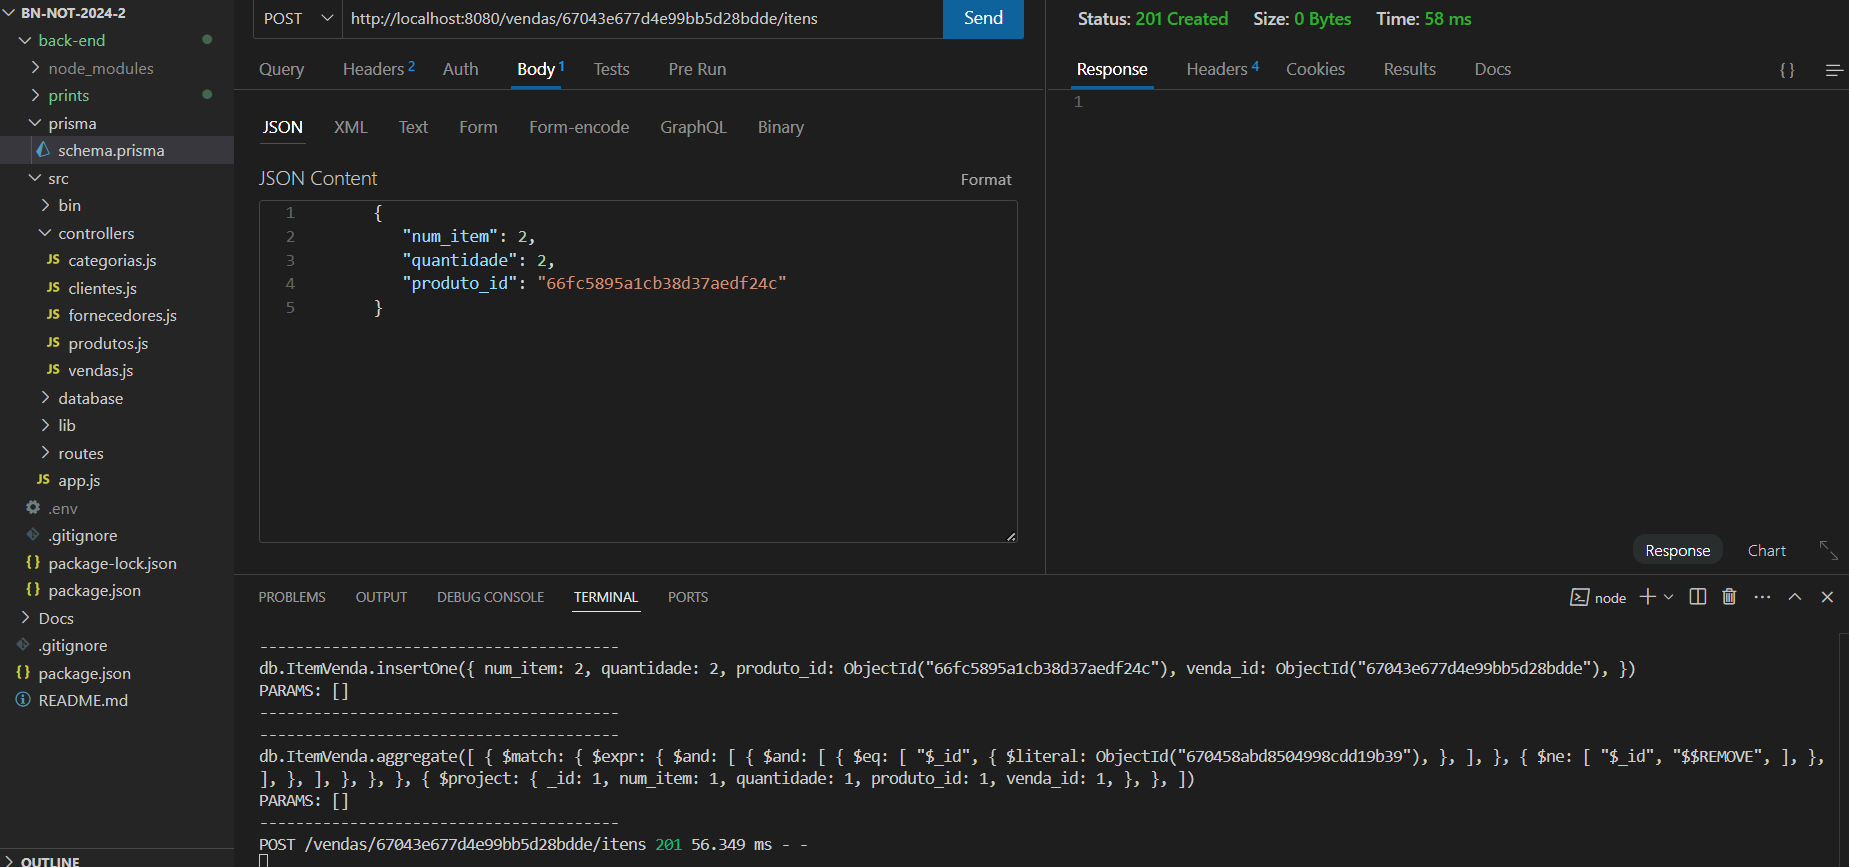 BN-NOT-2024-2
back-end
node_modules
prints
prisma
schema.prisma
src
bin
controllers
JS categorias.js
JS clientes.js
JS fornecedores.js
JS produtos.js
JS vendas.js
database
lib
routes
JS app.js
.env
.gitignore
{} package-lock.json
{} package.json
Docs
.gitignore
{} package.json
README.md
OUTLINE
POST http://localhost:8080/vendas/67043e677d4e99bb5d28bdde/itens Send
Query Headers 2 Auth Body 1 Tests Pre Run
JSON XML Text Form Form-encode GraphQL Binary
JSON Content Format
1 {
2 "num_item": 2,
3 "quantidade": 2,
4 "produto_id": "66fc5895a1cb38d37aedf24c"
5 }
Status: 201 Created Size: 0 Bytes Time: 58 ms
Response Headers 4 Cookies Results Docs {}
1
Response Chart
PROBLEMS OUTPUT DEBUG CONSOLE TERMINAL PORTS node
----------------------------------------
db.ItemVenda.insertOne({ num_item: 2, quantidade: 2, produto_id: ObjectId("66fc5895a1cb38d37aedf24c"), venda_id: ObjectId("67043e677d4e99bb5d28bdde"), })
PARAMS: []
----------------------------------------
----------------------------------------
db.ItemVenda.aggregate([ { $match: { $expr: { $and: [ { $and: [ { $eq: [ "$_id", { $literal: ObjectId("670458abd8504998cdd19b39"), }, ], }, { $ne: [ "$_id", "$$REMOVE", ], },
], }, ], }, }, }, { $project: { _id: 1, num_item: 1, quantidade: 1, produto_id: 1, venda_id: 1, }, }, ])
PARAMS: []
----------------------------------------
POST /vendas/67043e677d4e99bb5d28bdde/itens 201 56.349 ms - -